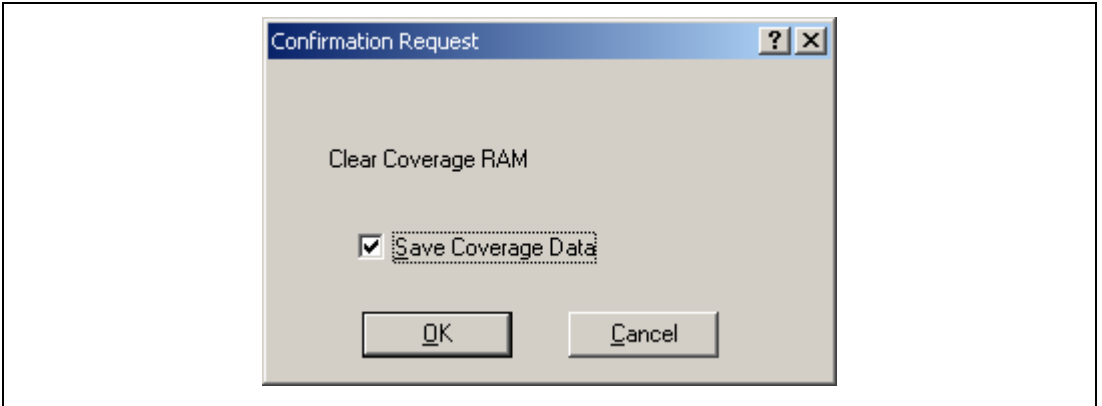 Confirmation Request
Clear Coverage RAM
Save Coverage Data
OK
Cancel